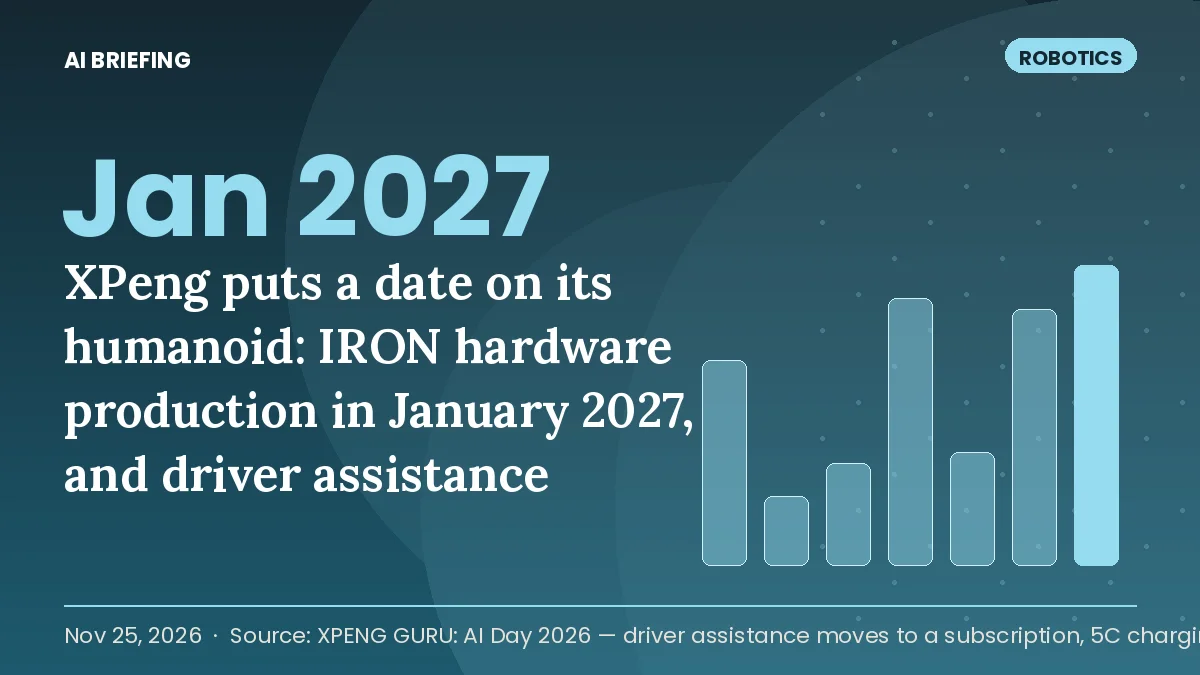 AI BRIEFING
ROBOTICS
Jan 2027
XPeng puts a date on its
humanoid: IRON hardware
production in January 2027,
and driver assistance
Nov 25, 2026 · Source: XPENG GURU: AI Day 2026 — driver assistance moves to a subscription, 5C